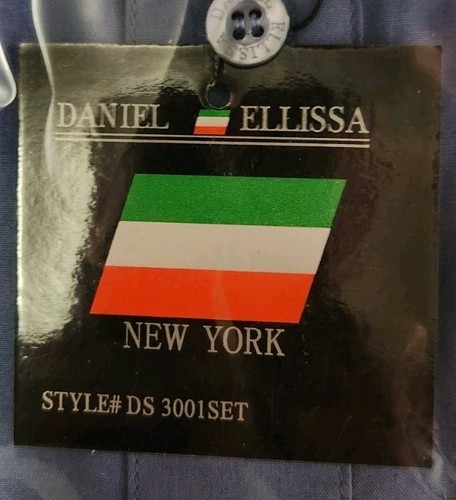 DANIEL ELLISSA
NEW YORK
STYLE# DS 3001SET